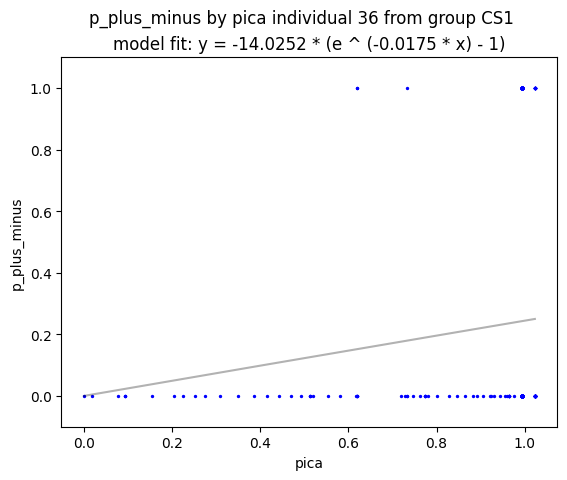 p_plus_minus by pica individual 36 from group CS1
model fit: y = -14.0252 * (e ^ (-0.0175 * x) - 1)
1.0
0.8
0.6
0.4
0.2
0.0
p_plus_minus
0.0 0.2 0.4 0.6 0.8 1.0
pica